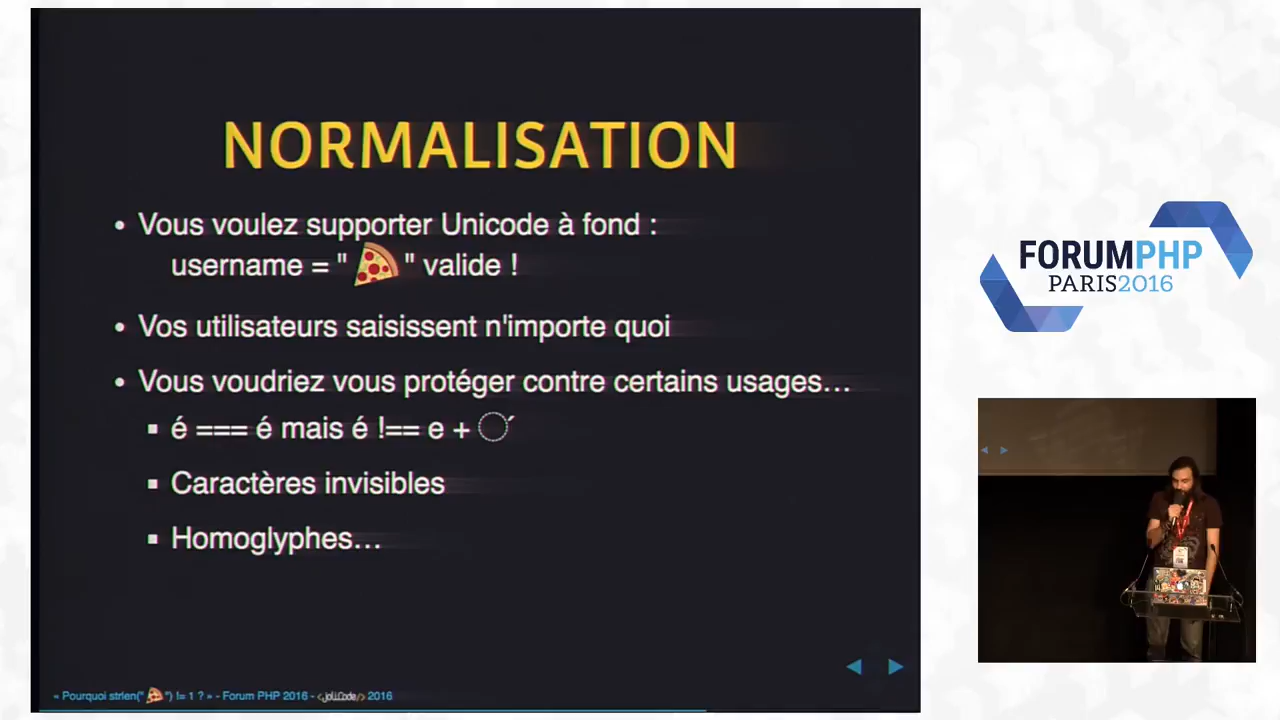 NORMALISATION
• Vous voulez supporter Unicode à fond :
username = " 🍕 " valide !
• Vos utilisateurs saisissent n'importe quoi
• Vous voudriez vous protéger contre certains usages…
▪ é === é mais é !== e + ◌́
▪ Caractères invisibles
▪ Homoglyphes…
« Pourquoi strlen(" 🍕 ") != 1 ? » - Forum PHP 2016 - </JoliCode/> 2016
FORUMPHP
PARIS2016